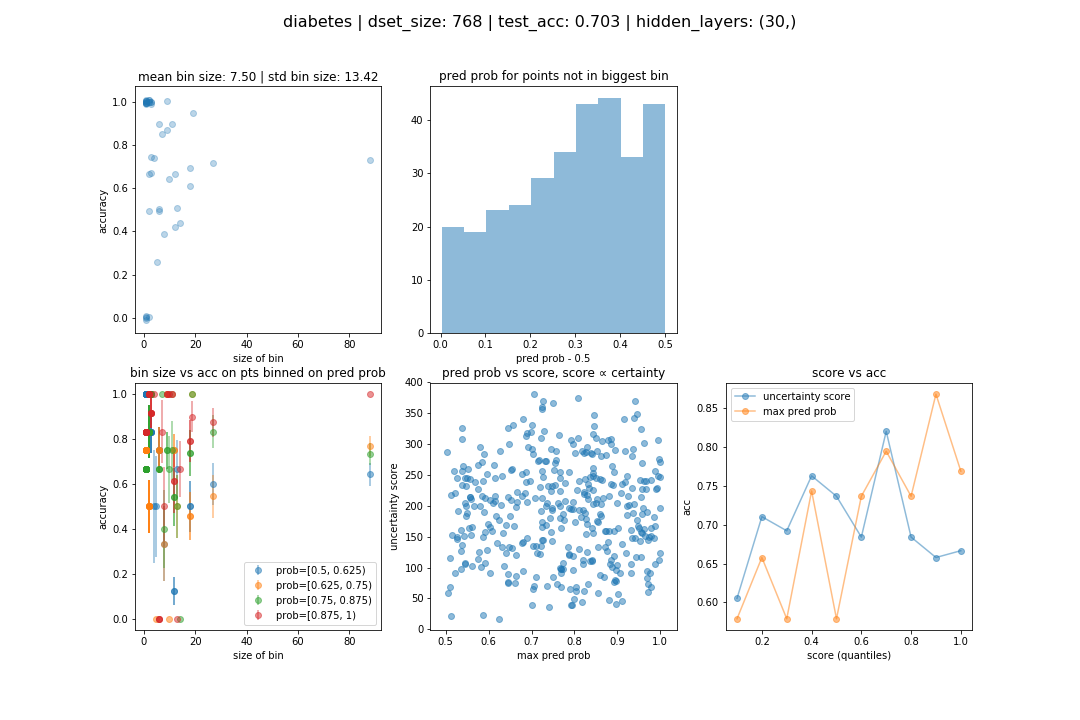 diabetes | dset_size: 768 | test_acc: 0.703 | hidden_layers: (30,)
mean bin size: 7.50 | std bin size: 13.42
1.0
0.8
0.6
0.4
0.2
0.0
accuracy
0
20
40
60
80
size of bin
pred prob for points not in biggest bin
40
30
20
10
0
0.0
0.1
0.2
0.3
0.4
0.5
pred prob - 0.5
bin size vs acc on pts binned on pred prob
1.0
0.8
0.6
0.4
0.2
0.0
accuracy
prob=[0.5, 0.625)
prob=[0.625, 0.75)
prob=[0.75, 0.875)
prob=[0.875, 1)
0
20
40
60
80
size of bin
pred prob vs score, score ∝ certainty
400
350
300
250
200
150
100
50
0
uncertainty score
0.5
0.6
0.7
0.8
0.9
1.0
max pred prob
score vs acc
uncertainty score
max pred prob
0.85
0.80
0.75
0.70
0.65
0.60
acc
0.2
0.4
0.6
0.8
1.0
score (quantiles)